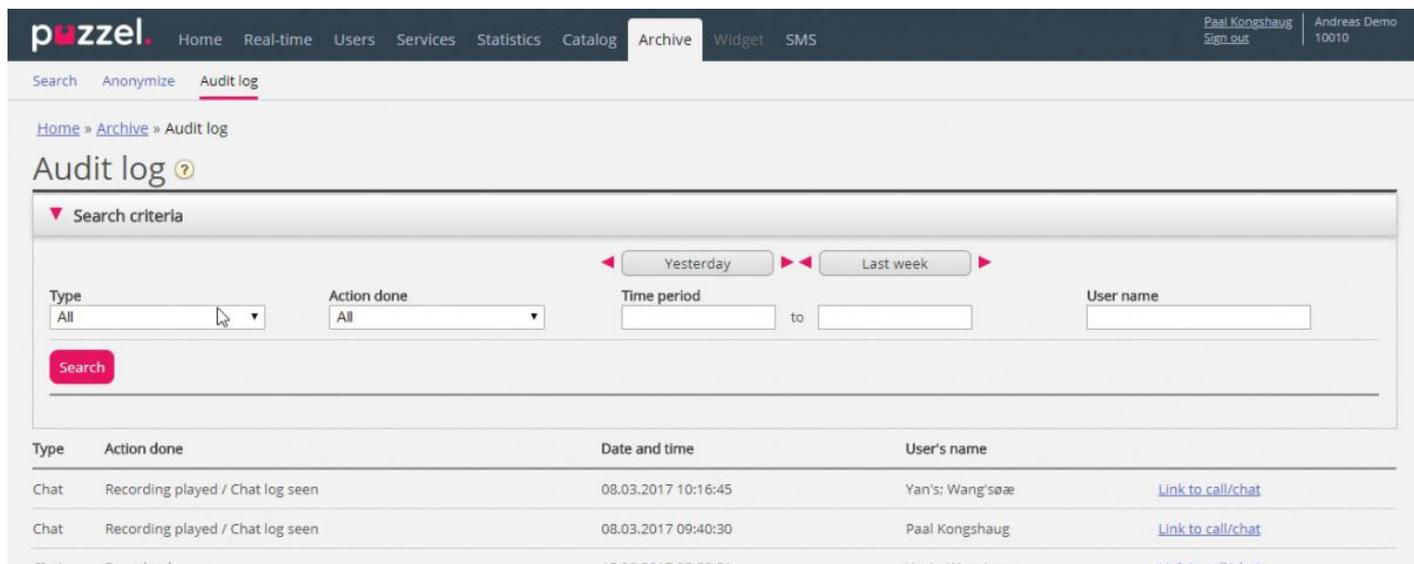 puzzel. Home Real-time Users Services Statistics Catalog Archive Widget SMS
Paal Kongshaug
Sign out
Andreas Demo
10010
Search Anonymize Audit log
Home » Archive » Audit log
Audit log ?
Search criteria
Yesterday Last week
Type Action done Time period User name
All All to
Search
Type Action done Date and time User's name
Chat Recording played / Chat log seen 08.03.2017 10:16:45 Yan's; Wang'søæ Link to call/chat
Chat Recording played / Chat log seen 08.03.2017 09:40:30 Paal Kongshaug Link to call/chat